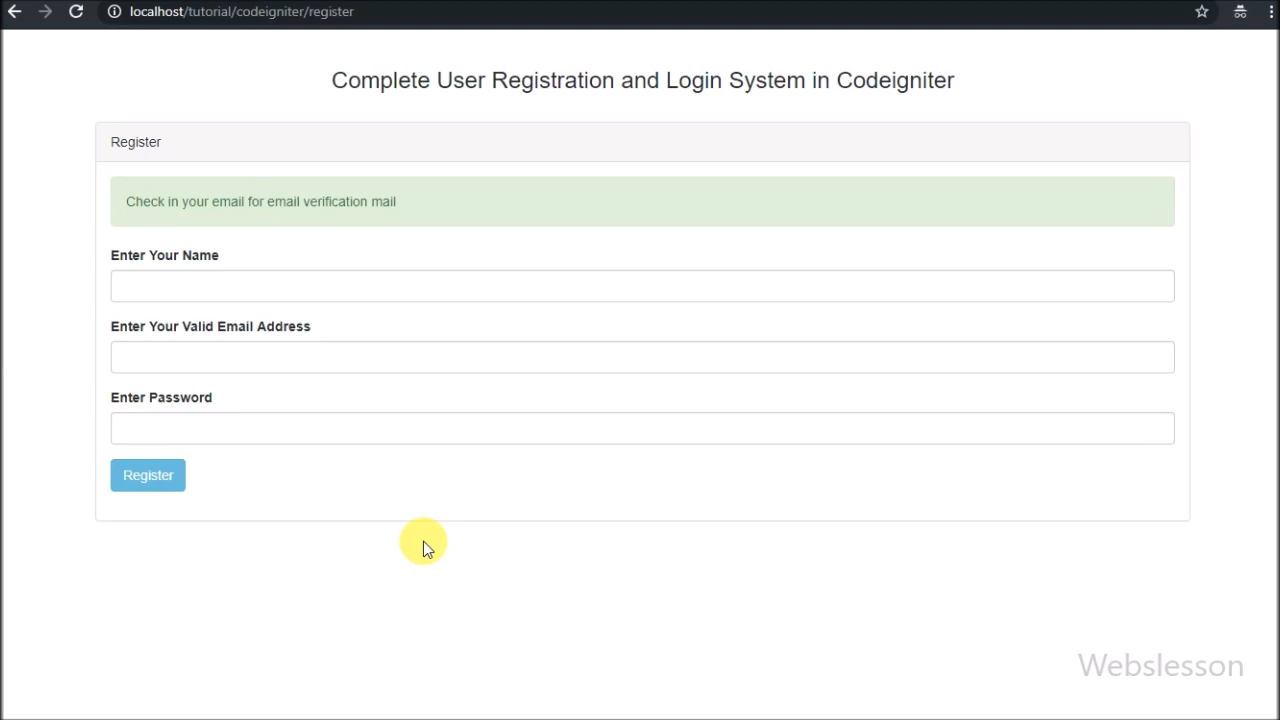 localhost/tutorial/codeigniter/register
Complete User Registration and Login System in Codeigniter
Register
Check in your email for email verification mail
Enter Your Name
Enter Your Valid Email Address
Enter Password
Register
Webslesson